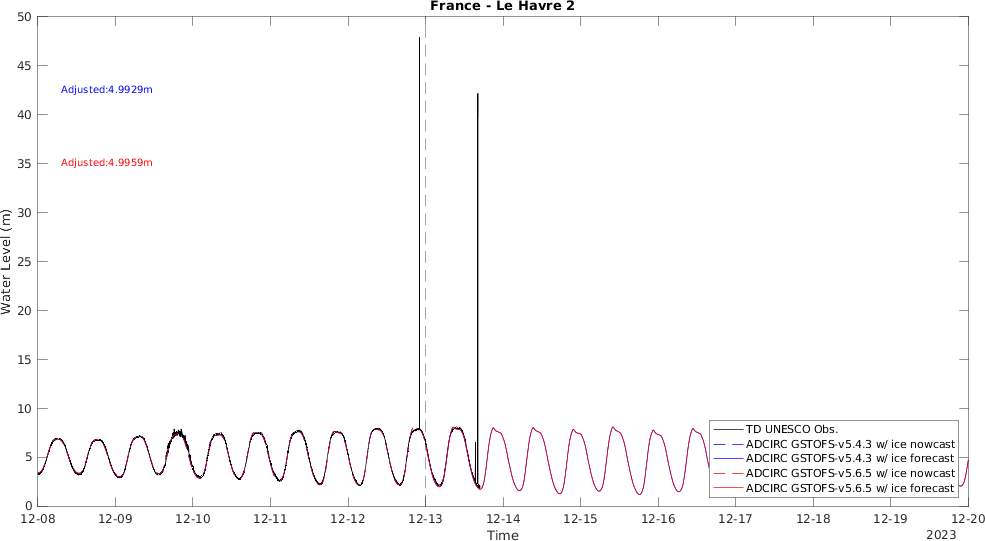 France - Le Havre 2
50
45
40
35
30
25
20
15
10
5
0
Water Level (m)
Adjusted:4.9929m
Adjusted:4.9959m
TD UNESCO Obs.
ADCIRC GSTOFS-v5.4.3 w/ ice nowcast
ADCIRC GSTOFS-v5.4.3 w/ ice forecast
ADCIRC GSTOFS-v5.6.5 w/ ice nowcast
ADCIRC GSTOFS-v5.6.5 w/ ice forecast
12-08 12-09 12-10 12-11 12-12 12-13 12-14 12-15 12-16 12-17 12-18 12-19 12-20
Time
2023